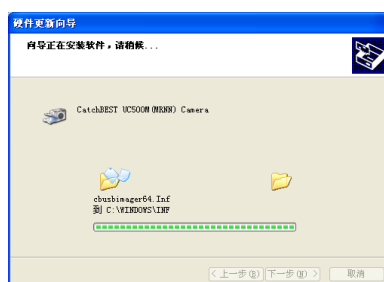 硬件更新向导
向导正在安装软件，请稍候...
CatchBEST UC500M(MRNN) Camera
cbusbimager64.Inf
到 C:\WINDOWS\INF
< 上一步(B) 下一步(N) > 取消